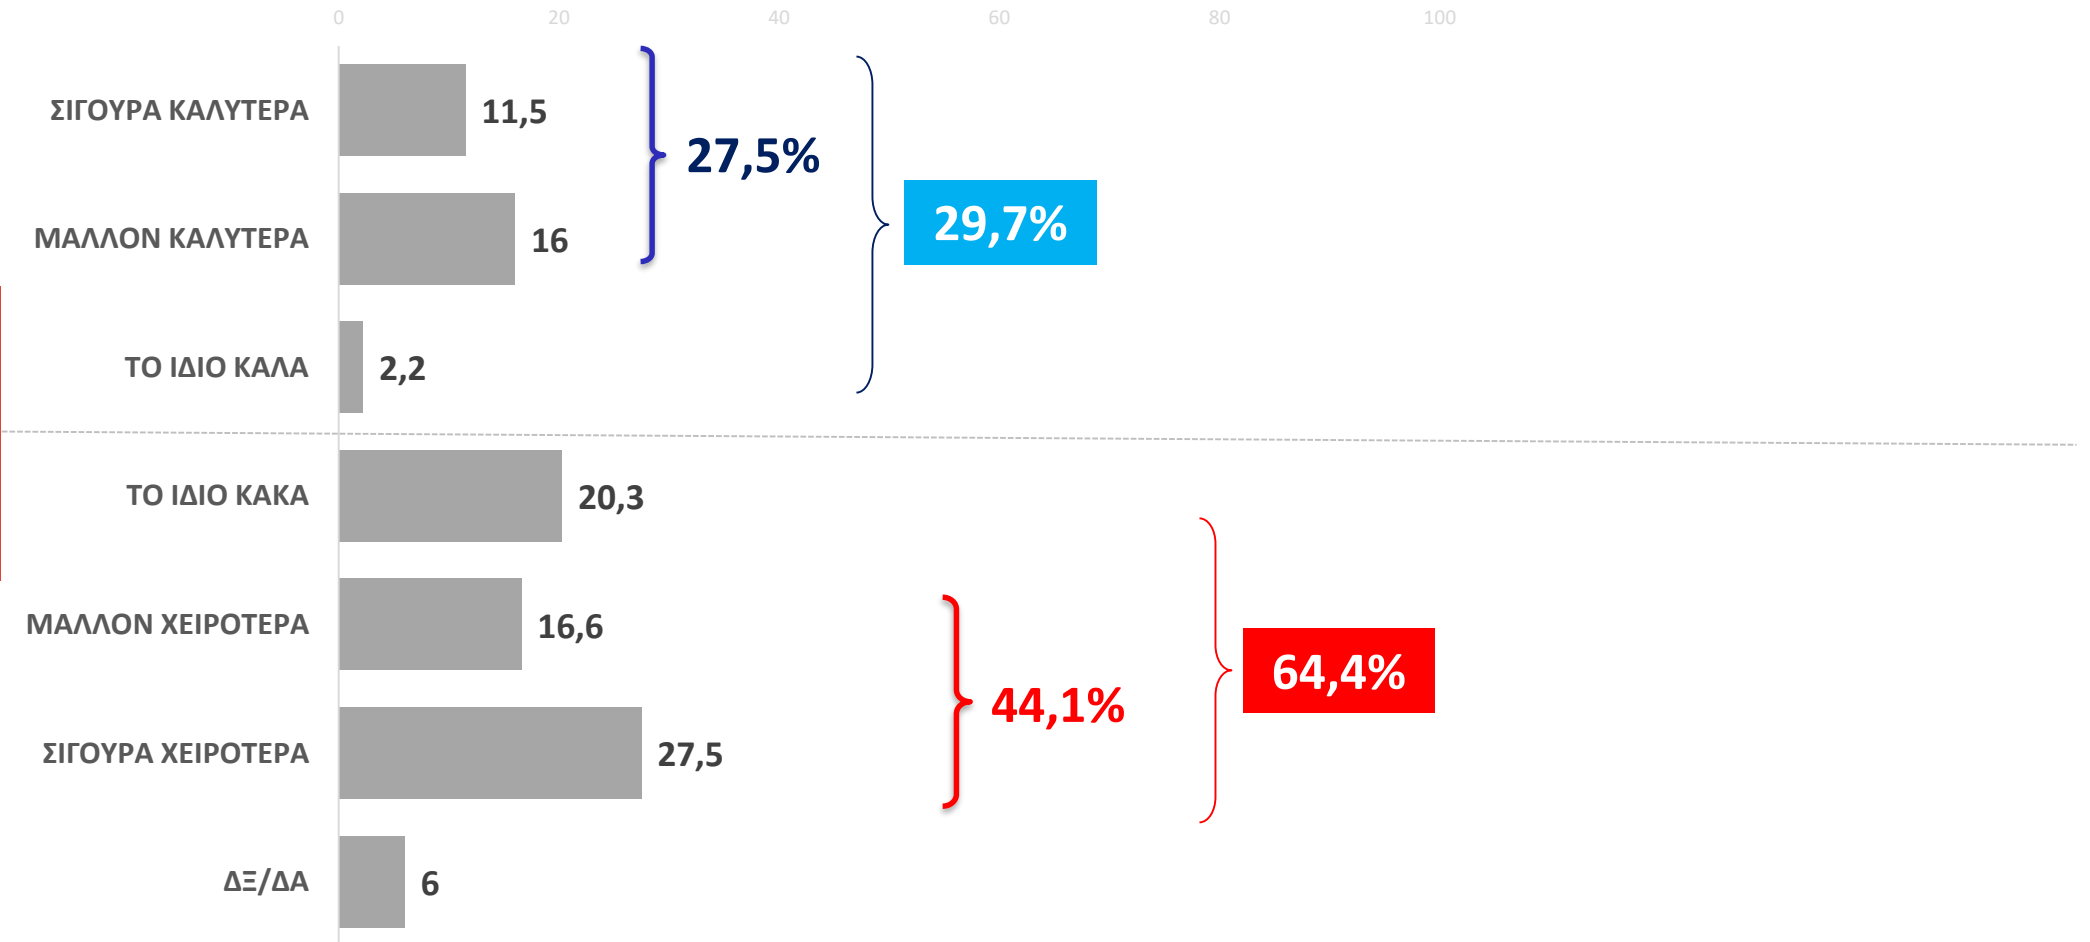 0 20 40 60 80 100
ΣΙΓΟΥΡΑ ΚΑΛΥΤΕΡΑ 11,5
27,5%
ΜΑΛΛΟΝ ΚΑΛΥΤΕΡΑ 16
29,7%
ΤΟ ΙΔΙΟ ΚΑΛΑ 2,2
ΤΟ ΙΔΙΟ ΚΑΚΑ 20,3
ΜΑΛΛΟΝ ΧΕΙΡΟΤΕΡΑ 16,6
64,4%
44,1%
ΣΙΓΟΥΡΑ ΧΕΙΡΟΤΕΡΑ 27,5
ΔΞ/ΔΑ 6